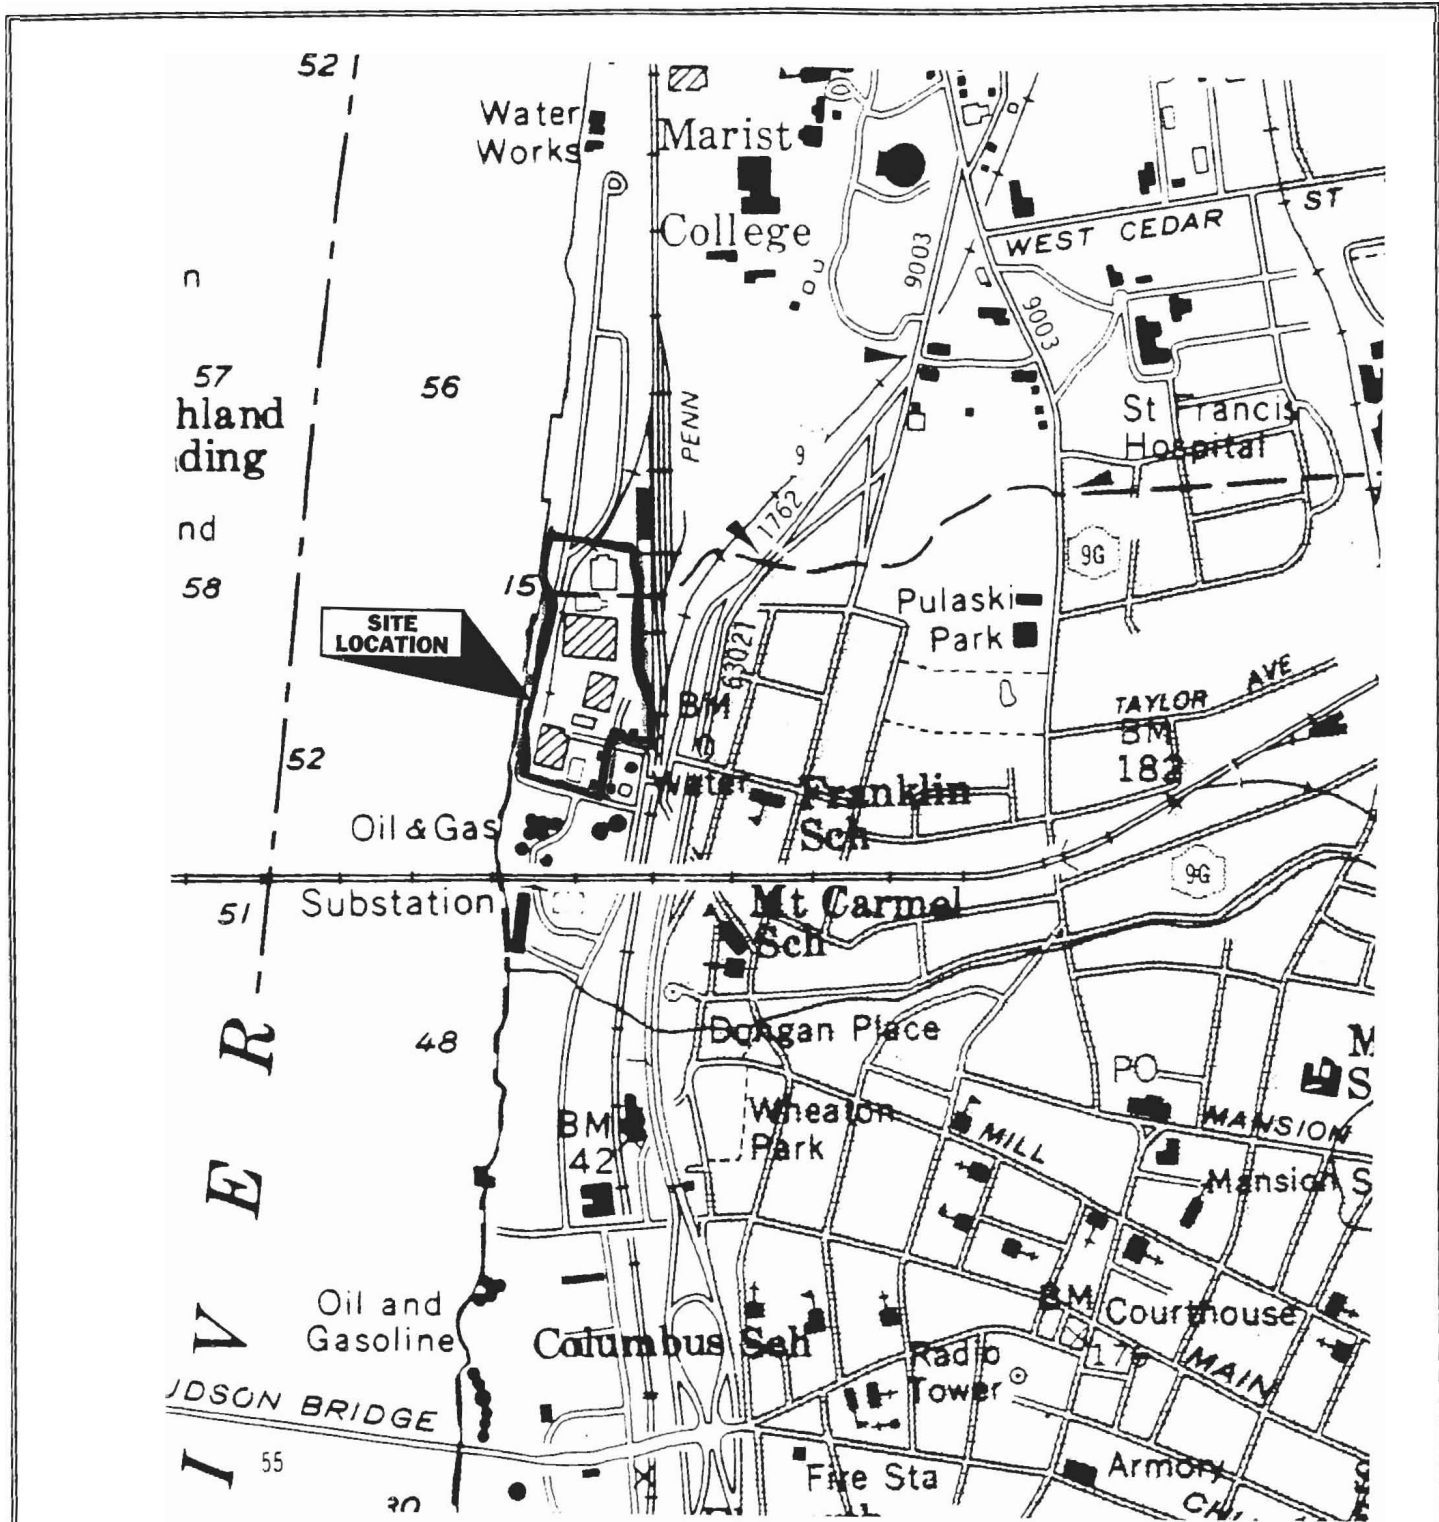 52
Water
Works
Marist
College
WEST CEDAR ST
9003
9003
n
57
56
hland
ding
PENN
St Francis
Hospital
9
1762
nd
58
15
9G
SITE
LOCATION
Pulaski
Park
63021
BM
TAYLOR AVE
BM
182
52
Water
Franklin
Sch
Oil & Gas
9G
51
Substation
Mt Carmel
Sch
48
Dongan Place
PO
M
S
BM
42
Wheaton
Park
MILL
MANSION
Mansion S
Oil and
Gasoline
BM
Courthouse
Columbus Sch
Radio
Tower
MAIN
UDSON BRIDGE
IVER
55
Fire Sta
Armory